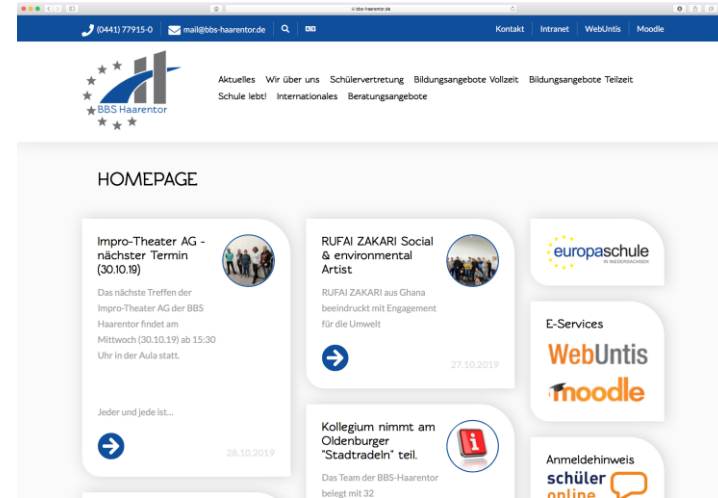 bbs-haarentor.de
(0441) 77915-0 mail@bbs-haarentor.de Kontakt Intranet WebUntis Moodle
Aktuelles Wir über uns Schülervertretung Bildungsangebote Vollzeit Bildungsangebote Teilzeit
Schule lebt! Internationales Beratungsangebote
BBS Haarentor
HOMEPAGE
Impro-Theater AG -
nächster Termin
(30.10.19)
Das nächste Treffen der
Impro-Theater AG der BBS
Haarentor findet am
Mittwoch (30.10.19) ab 15:30
Uhr in der Aula statt.
Jeder und jede ist...
28.10.2019
RUFAI ZAKARI Social
& environmental
Artist
RUFAI ZAKARI aus Ghana
beeindruckt mit Engagement
für die Umwelt
27.10.2019
Kollegium nimmt am
Oldenburger
"Stadtradeln" teil.
Das Team der BBS-Haarentor
belegt mit 32
europaschule
IN NIEDERSACHSEN
E-Services
WebUntis
moodle
Anmeldehinweis
schüler
online